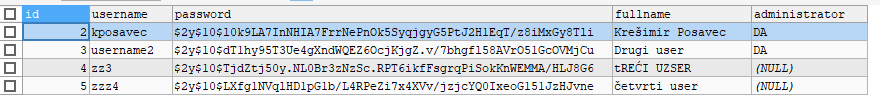 id username password fullname administrator
2 kposavec $2y$10$10k9LA7InNHIA7FrrNePnOk5SyqjgyG5PtJ2H1EqT/z8iMxGy8Tli Krešimir Posavec DA
3 username2 $2y$10$dT1hy95T3Ue4gXndWQEZ6OcjKjgZ.v/7bhgfl58AVrO51GcOVMjCu Drugi user DA
4 zz3 $2y$10$TjdZtj50y.NL0Br3zNzSc.RPT6ikfFsgrqPiSokKnWEMMA/HLJ8G6 tREĆI UZSER (NULL)
5 zzz4 $2y$10$LXfglNVqlHDlpGlb/L4RPeZi7x4XVv/jzjcYQ0IxeoG15lJzHJvne četvrti user (NULL)